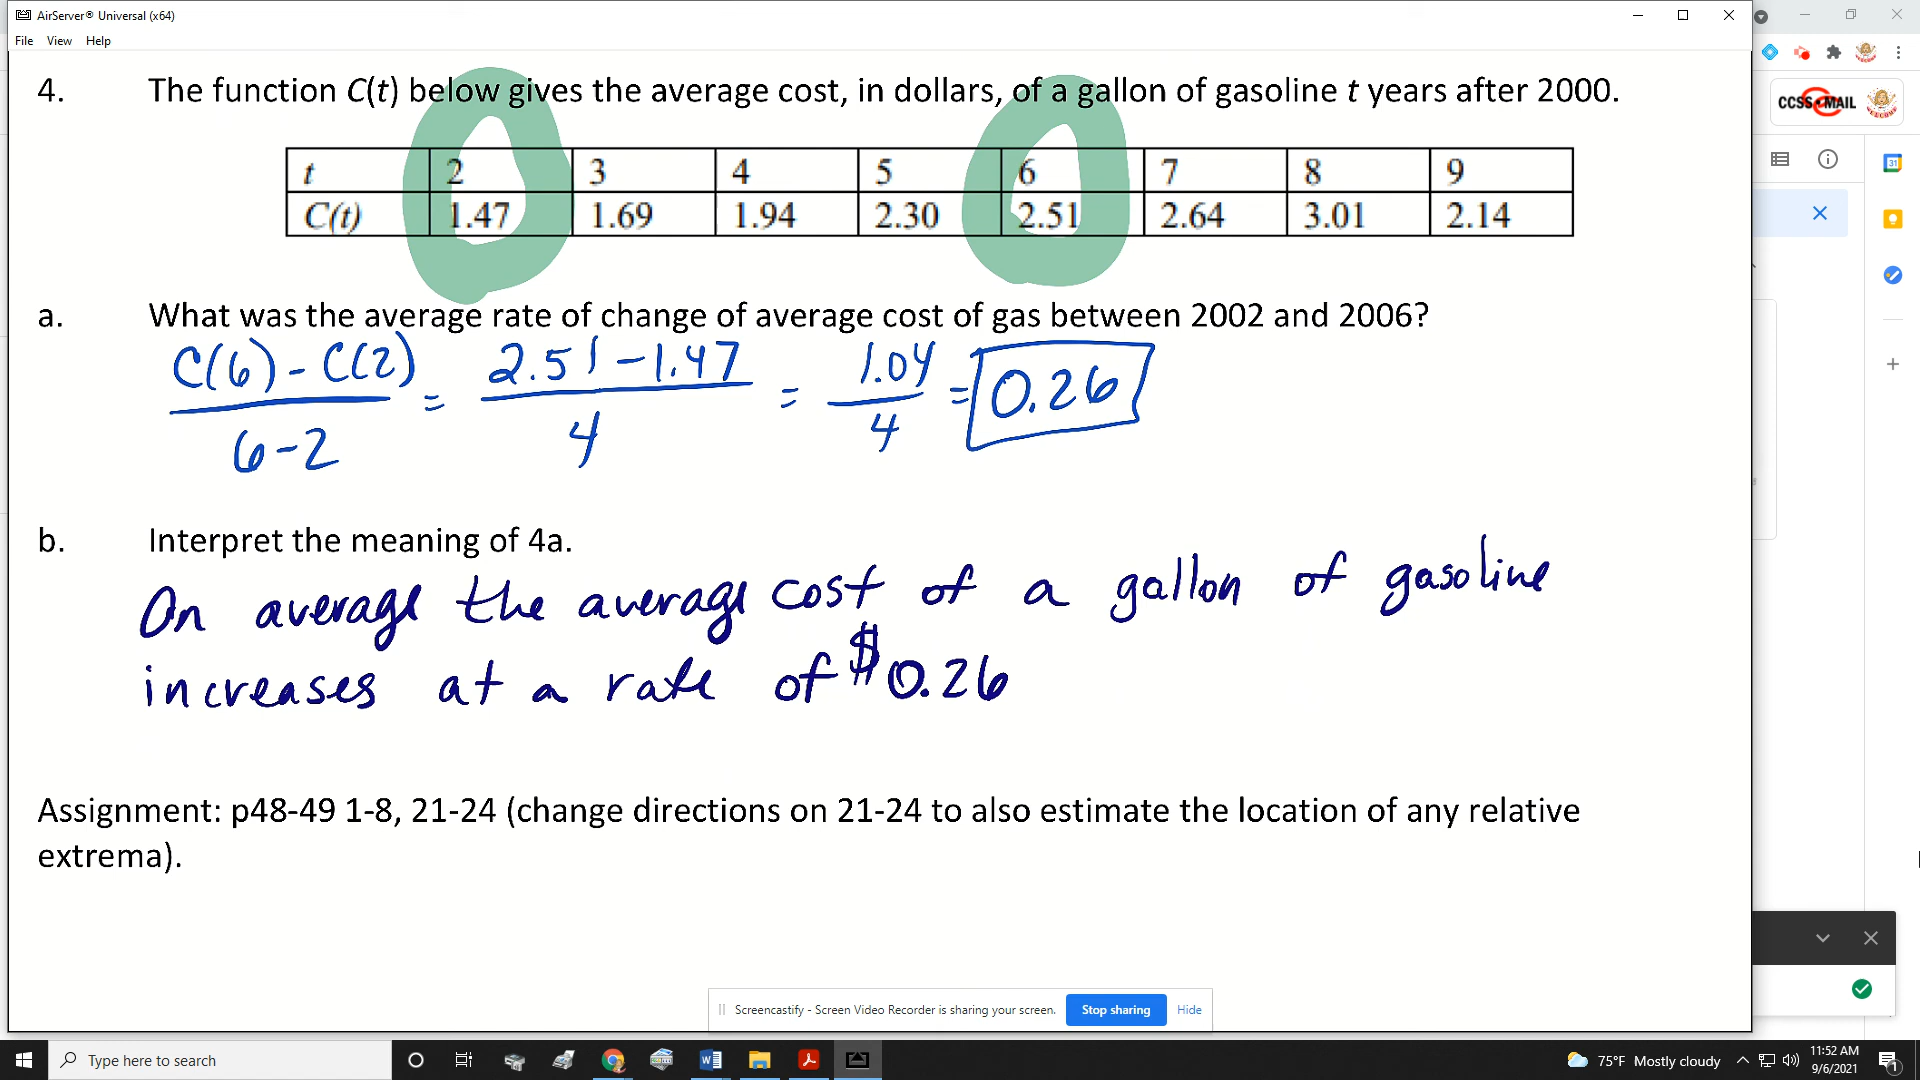 AirServer® Universal (x64)
File View Help
4. The function C(t) below gives the average cost, in dollars, of a gallon of gasoline t years after 2000.
t 2 3 4 5 6 7 8 9
C(t) 1.47 1.69 1.94 2.30 2.51 2.64 3.01 2.14
a. What was the average rate of change of average cost of gas between 2002 and 2006?
C(6) - C(2) 2.51 - 1.47 1.04
= = = 0.26
6-2 4 4
b. Interpret the meaning of 4a.
On average the average cost of a gallon of gasoline
increases at a rate of $0.26
Assignment: p48-49 1-8, 21-24 (change directions on 21-24 to also estimate the location of any relative
extrema).
CCSS MAIL
WELCOME
31
Screencastify - Screen Video Recorder is sharing your screen. Stop sharing Hide
Type here to search
75°F Mostly cloudy
11:52 AM
9/6/2021
1